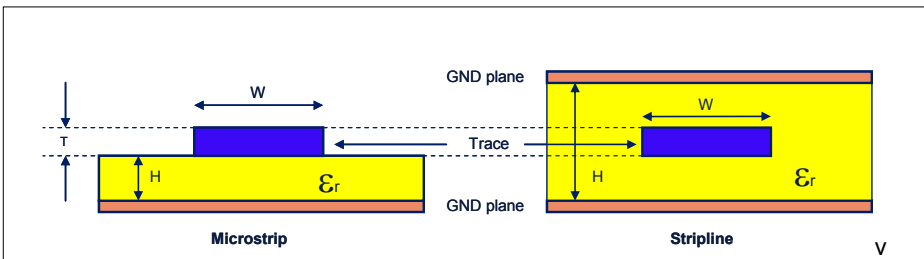 GND plane
W
W
T
Trace
H
H
εr
εr
GND plane
Microstrip
Stripline
V